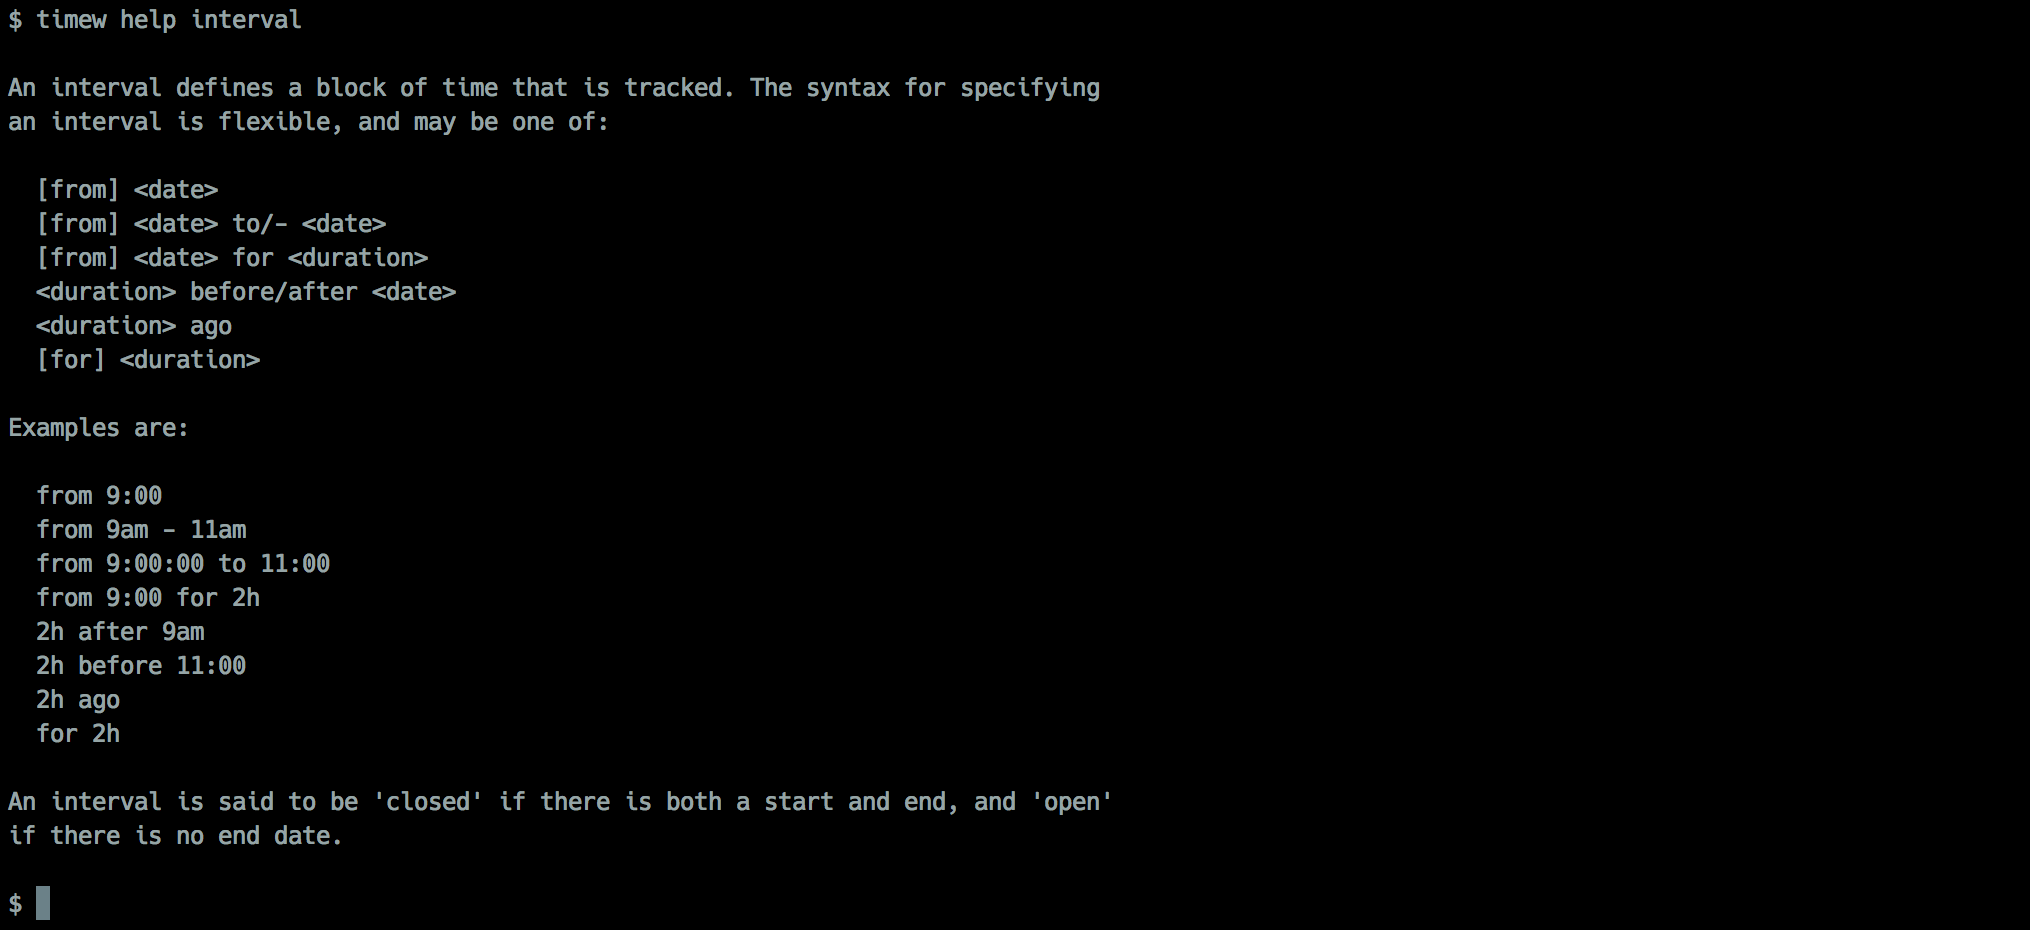 $ timew help interval
An interval defines a block of time that is tracked. The syntax for specifying
an interval is flexible, and may be one of:
[from] <date>
[from] <date> to/- <date>
[from] <date> for <duration>
<duration> before/after <date>
<duration> ago
[for] <duration>
Examples are:
from 9:00
from 9am - 11am
from 9:00:00 to 11:00
from 9:00 for 2h
2h after 9am
2h before 11:00
2h ago
for 2h
An interval is said to be 'closed' if there is both a start and end, and 'open'
if there is no end date.
$